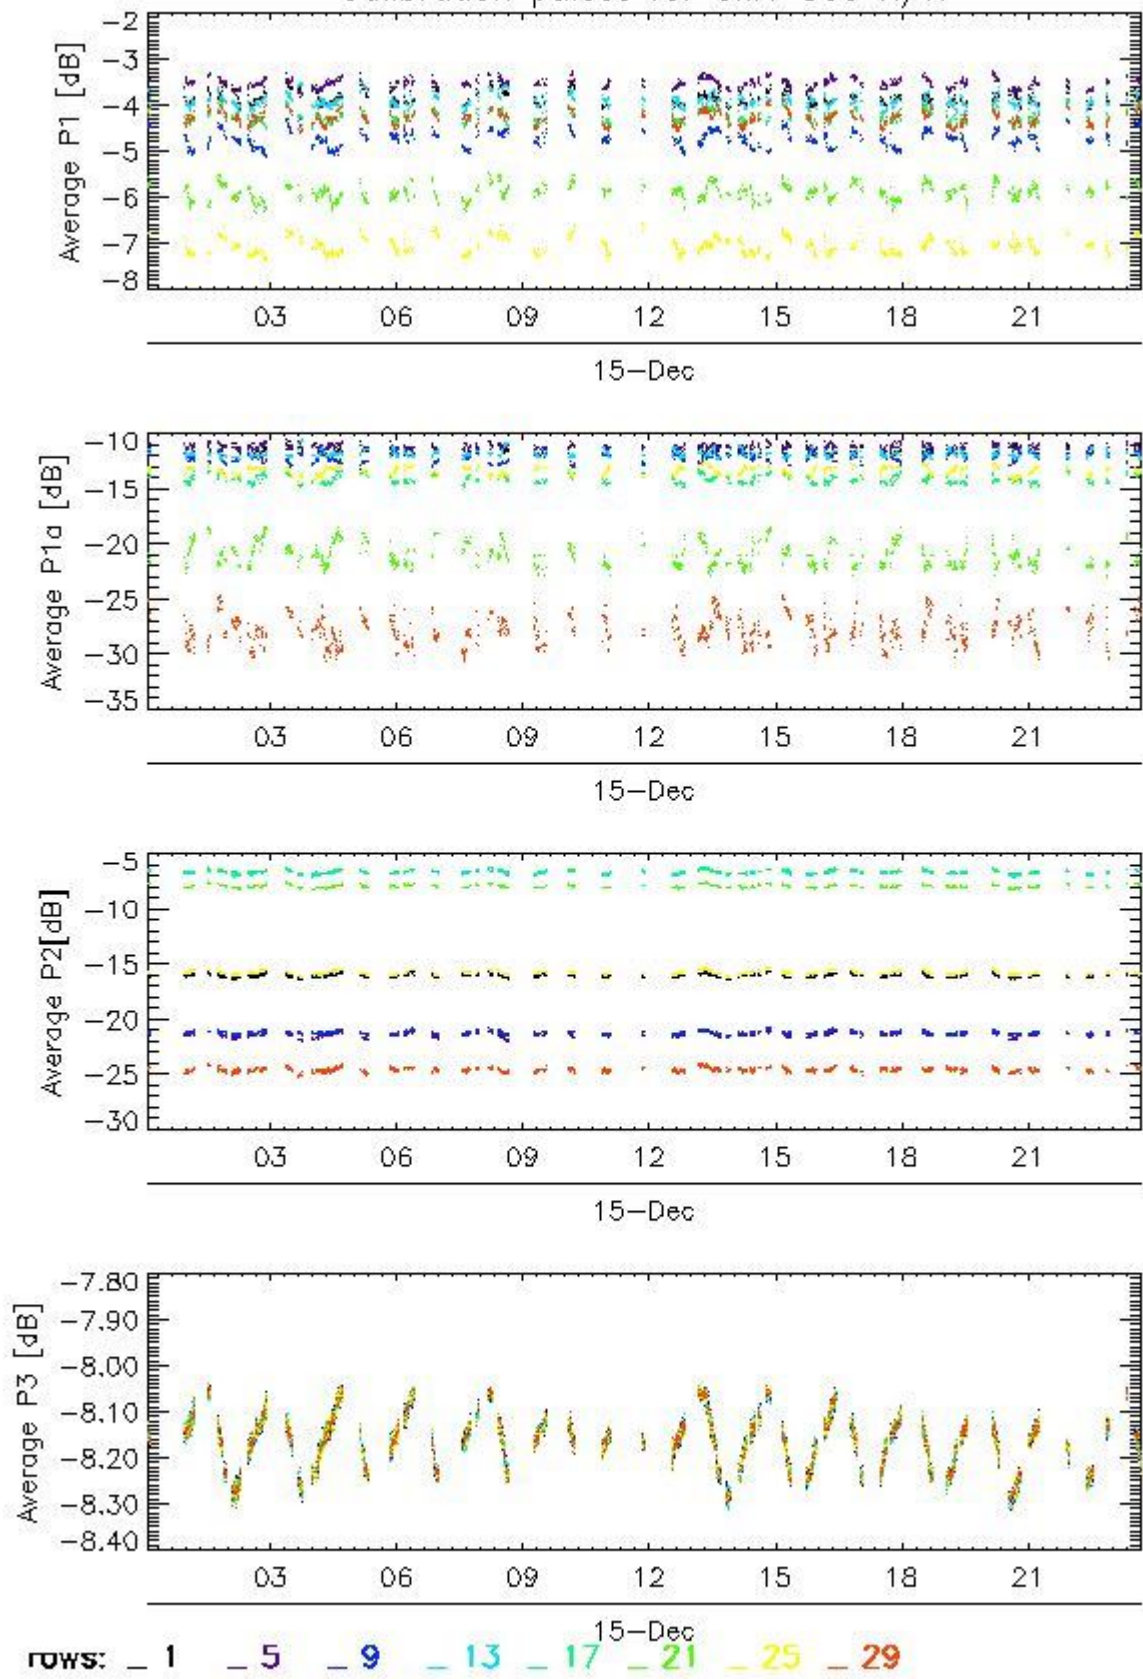 −2
−3
−4
−5
−6
−7
−8
Average P1 [dB]
03 06 09 12 15 18 21
15−Dec
−10
−15
−20
−25
−30
−35
Average P1a [dB]
03 06 09 12 15 18 21
15−Dec
−5
−10
−15
−20
−25
−30
Average P2[dB]
03 06 09 12 15 18 21
15−Dec
−7.80
−7.90
−8.00
−8.10
−8.20
−8.30
−8.40
Average P3 [dB]
03 06 09 12 15 18 21
15−Dec
rows: _ 1 _ 5 _ 9 _ 13 _ 17 _ 21 _ 25 _ 29